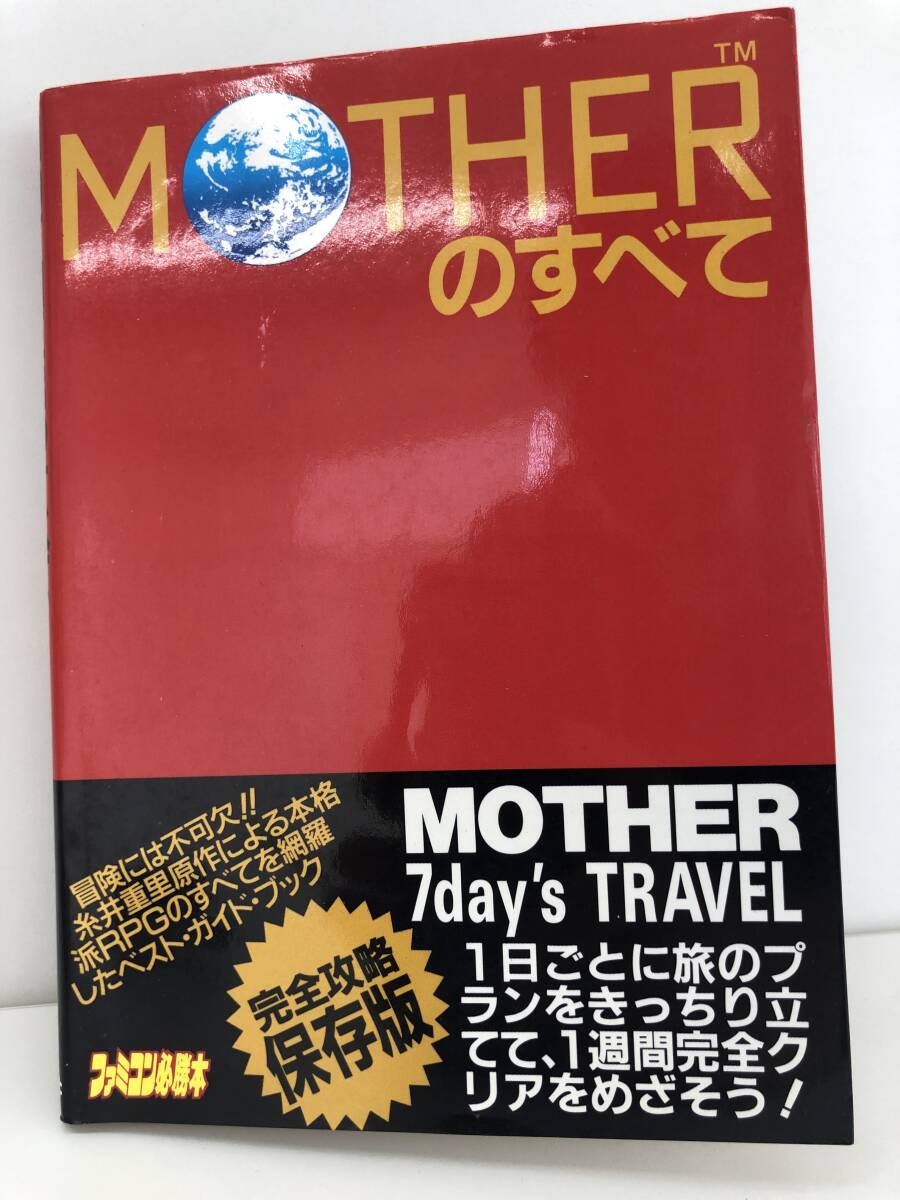 MOTHER™
のすべて
冒険には不可欠!!
糸井重里原作による本格
派RPGのすべてを網羅
したベスト・ガイド・ブック
完全攻略
保存版
ファミコン必勝本
MOTHER
7day's TRAVEL
1日ごとに旅のプ
ランをきっちり立
てて、1週間完全ク
リアをめざそう!